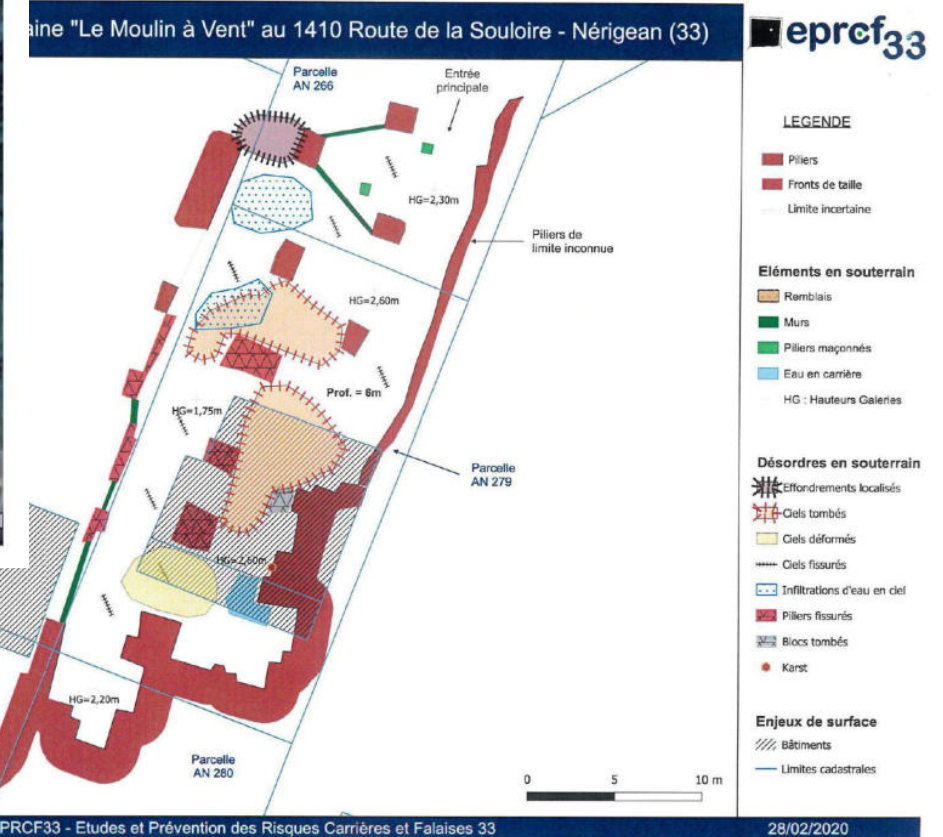 aine "Le Moulin à Vent" au 1410 Route de la Souloire - Nérigean (33)
eprcf33
Parcelle
AN 266
Entrée
principale
HG=2,30m
Piliers de
limite inconnue
HG=2,60m
Prof. = 6m
HG=1,75m
Parcelle
AN 279
HG=2,60m
HG=2,20m
Parcelle
AN 280
0 5 10 m
LEGENDE
Piliers
Fronts de taille
Limite incertaine
Eléments en souterrain
Remblais
Murs
Piliers maçonnés
Eau en carrière
HG : Hauteurs Galeries
Désordres en souterrain
Effondrements localisés
Ciels tombés
Ciels déformés
Ciels fissurés
Infiltrations d'eau en ciel
Piliers fissurés
Blocs tombés
Karst
Enjeux de surface
Bâtiments
Limites cadastrales
PRCF33 - Etudes et Prévention des Risques Carrières et Falaises 33
28/02/2020